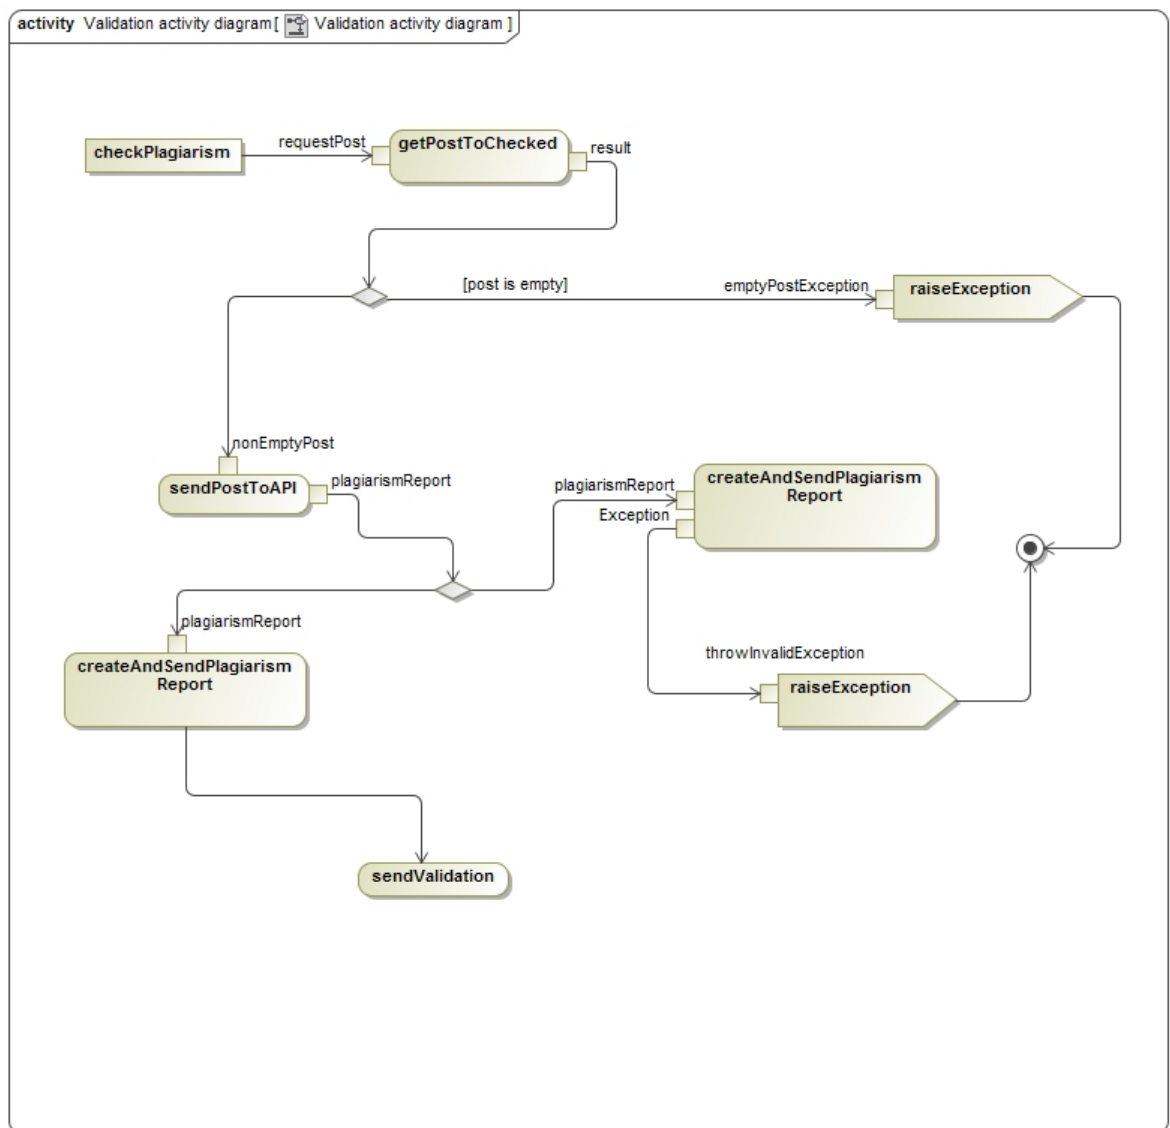 activity Validation activity diagram [ Validation activity diagram ]
checkPlagiarism
requestPost
getPostToChecked
result
[post is empty]
emptyPostException
raiseException
nonEmptyPost
sendPostToAPI
plagiarismReport
plagiarismReport
Exception
createAndSendPlagiarism
Report
plagiarismReport
createAndSendPlagiarism
Report
throwInvalidException
raiseException
sendValidation